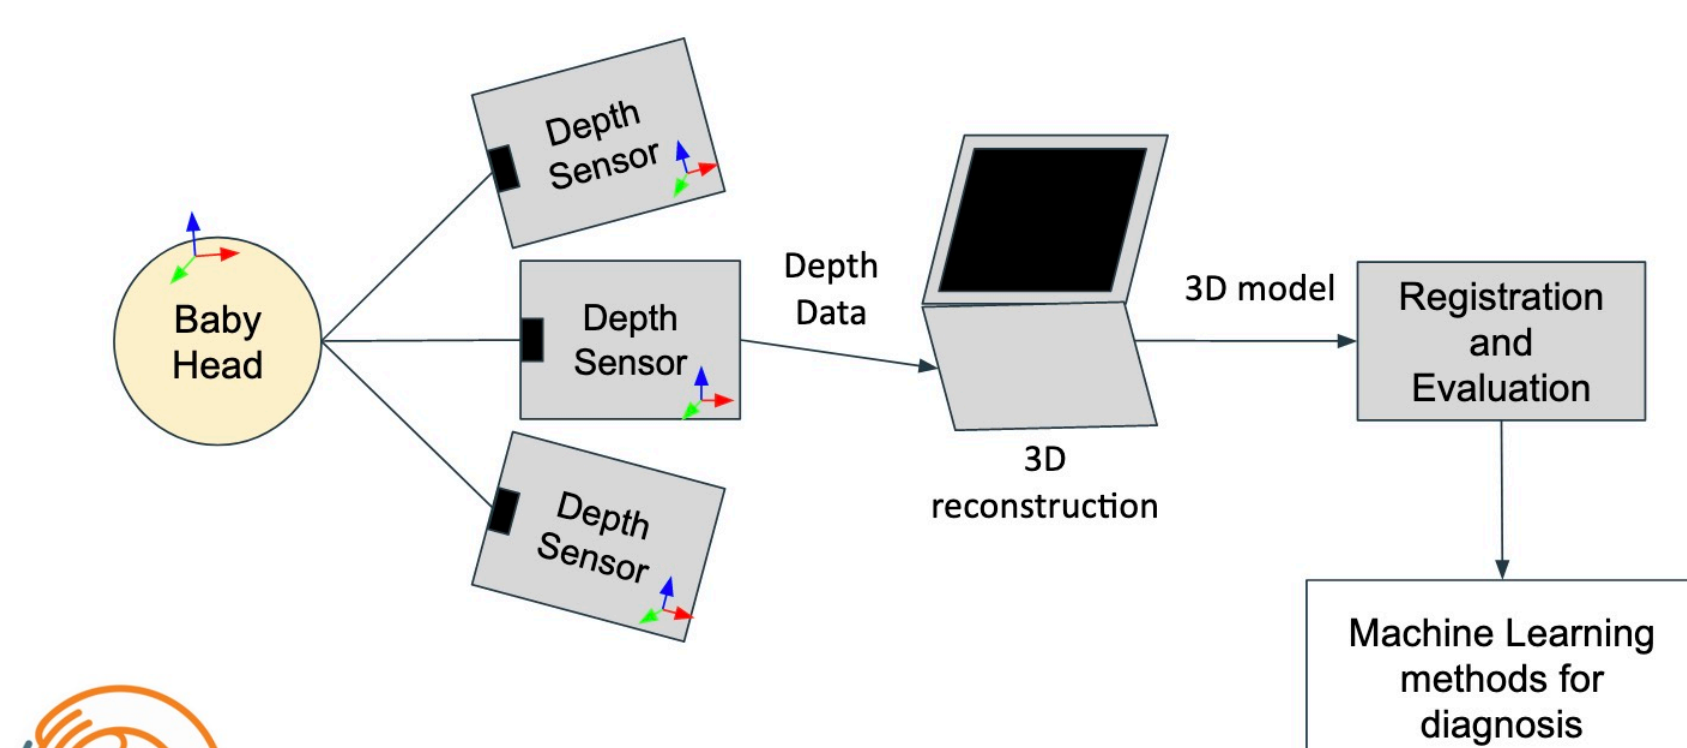 Depth
Sensor
Baby
Head
Depth
Sensor
Depth
Sensor
Depth
Data
3D
reconstruction
3D model
Registration
and
Evaluation
Machine Learning
methods for
diagnosis